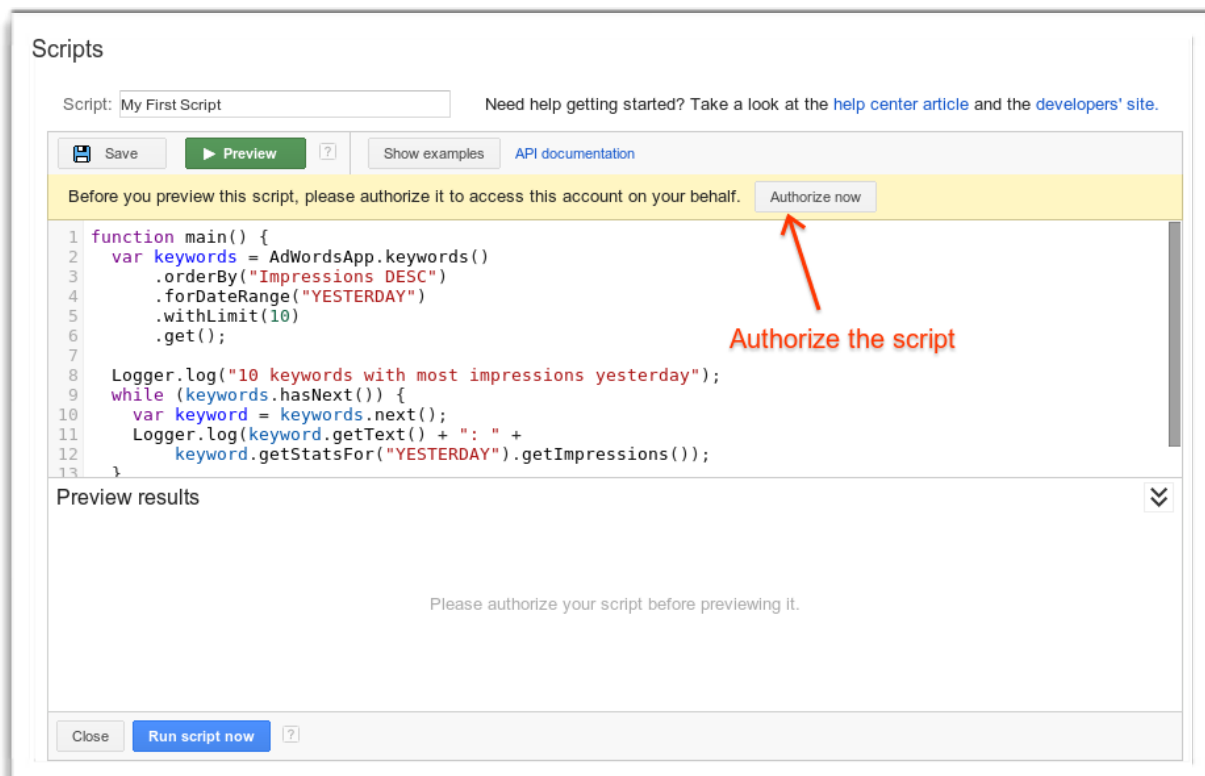 Scripts
Script: My First Script Need help getting started? Take a look at the help center article and the developers' site.
Save Preview ? Show examples API documentation
Before you preview this script, please authorize it to access this account on your behalf. Authorize now
1 function main() {
2   var keywords = AdWordsApp.keywords()
3       .orderBy("Impressions DESC")
4       .forDateRange("YESTERDAY")
5       .withLimit(10)
6       .get();
7
8   Logger.log("10 keywords with most impressions yesterday");
9   while (keywords.hasNext()) {
10     var keyword = keywords.next();
11     Logger.log(keyword.getText() + ": " +
12         keyword.getStatsFor("YESTERDAY").getImpressions());
13   }
Authorize the script
Preview results
Please authorize your script before previewing it.
Close Run script now ?